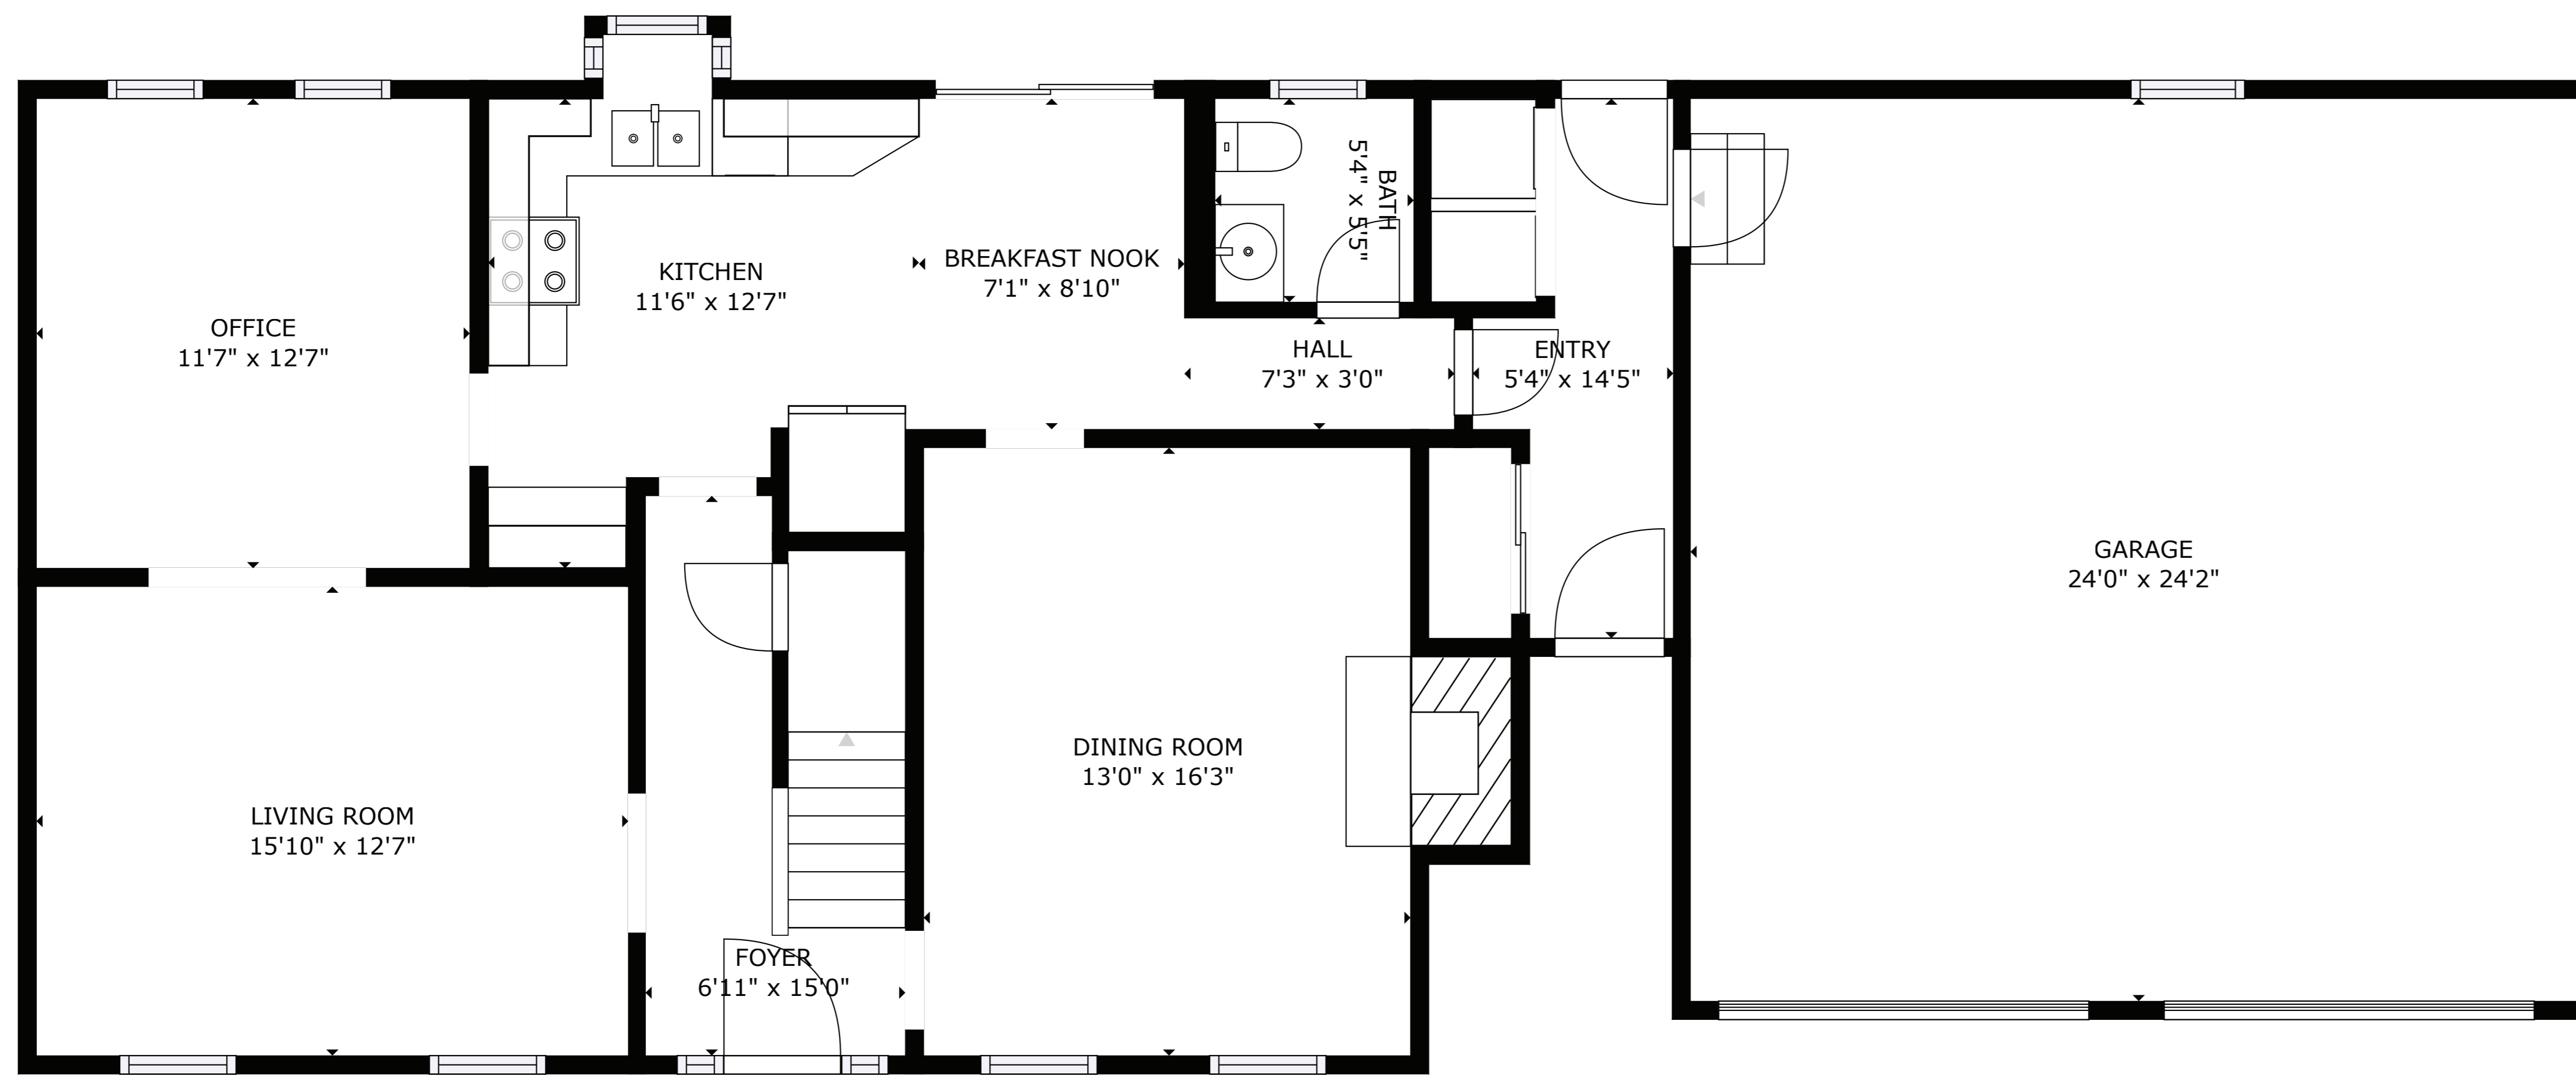 OFFICE
11'7" x 12'7"
KITCHEN
11'6" x 12'7"
BREAKFAST NOOK
7'1" x 8'10"
BATH
5'4" x 5'5"
HALL
7'3" x 3'0"
ENTRY
5'4" x 14'5"
GARAGE
24'0" x 24'2"
LIVING ROOM
15'10" x 12'7"
FOYER
6'11" x 15'0"
DINING ROOM
13'0" x 16'3"